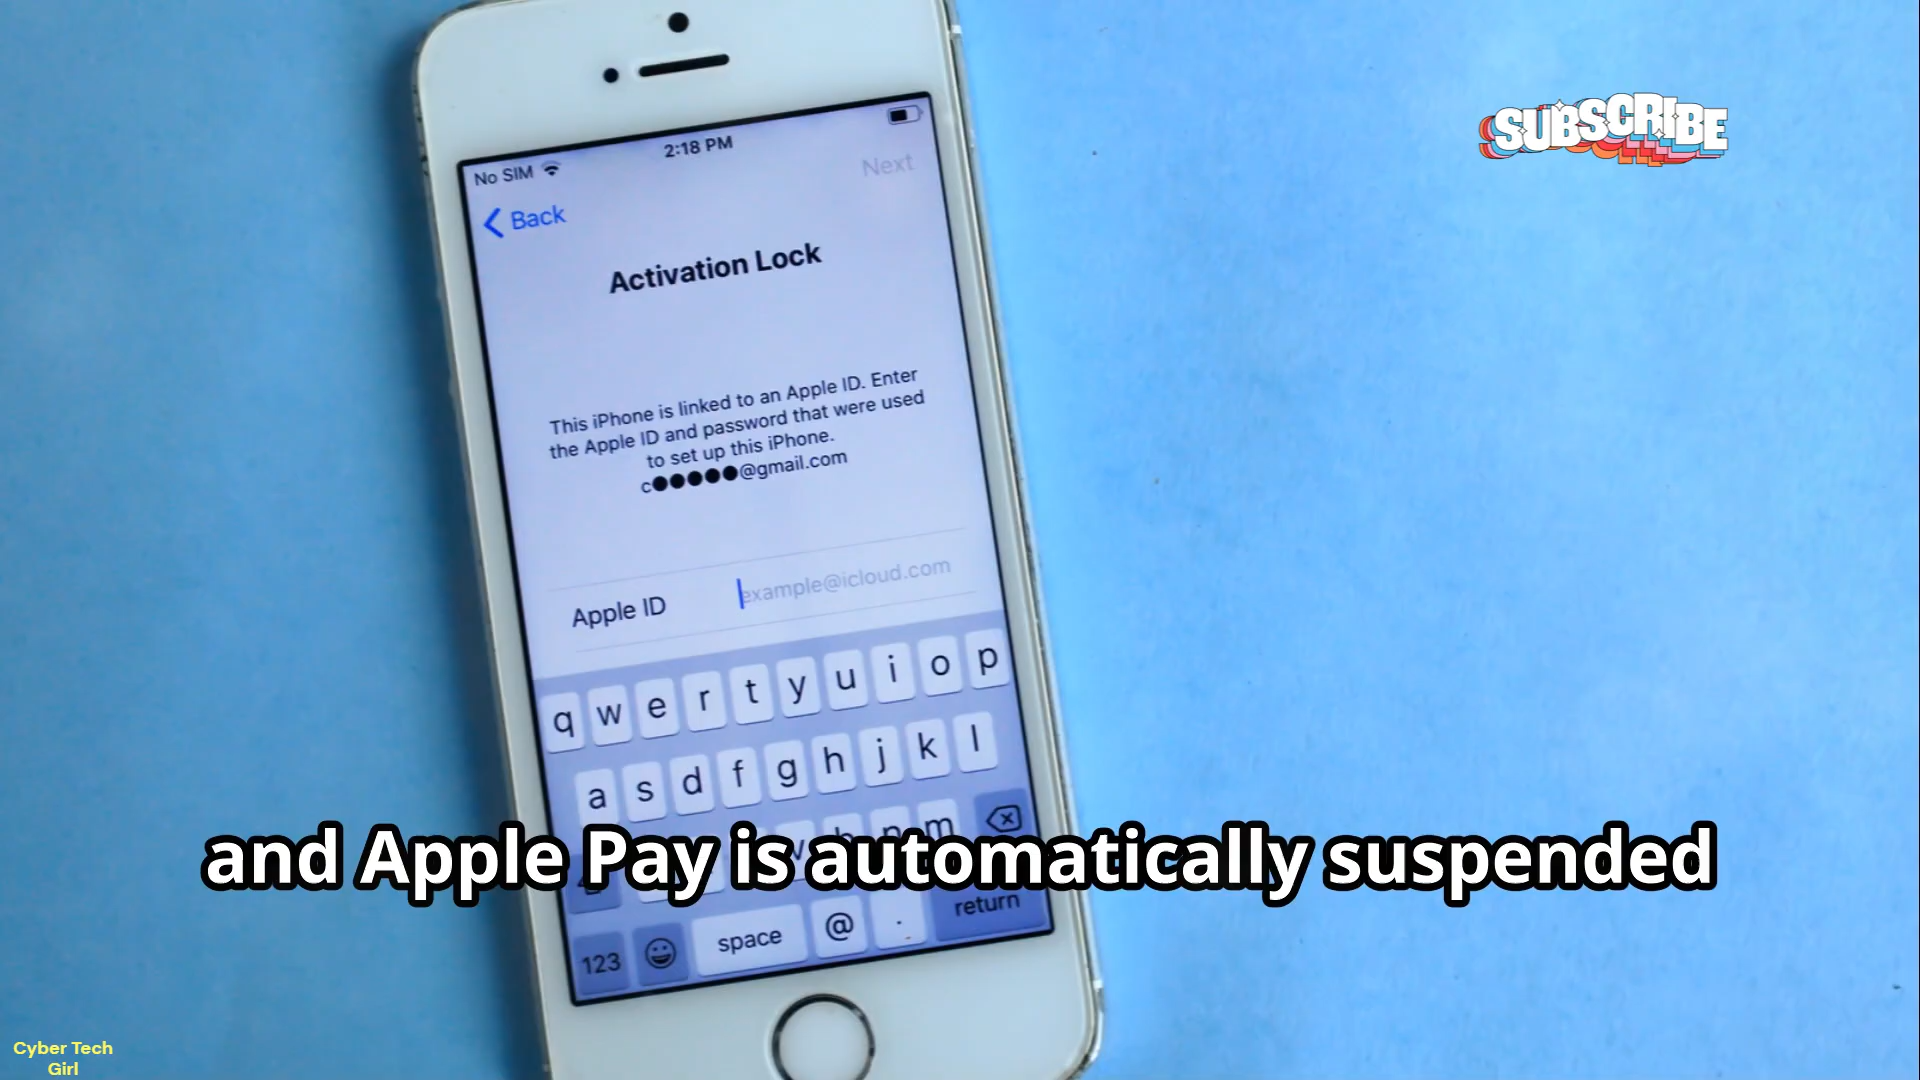 SUBSCRIBE
No SIM
2:18 PM
Back
Next
Activation Lock
This iPhone is linked to an Apple ID. Enter
the Apple ID and password that were used
to set up this iPhone.
c●●●●●@gmail.com
Apple ID
example@icloud.com
q w e r t y u i o p
a s d f g h j k l
v b n m
and Apple Pay is automatically suspended
123
space
@
.
return
Cyber Tech
Girl